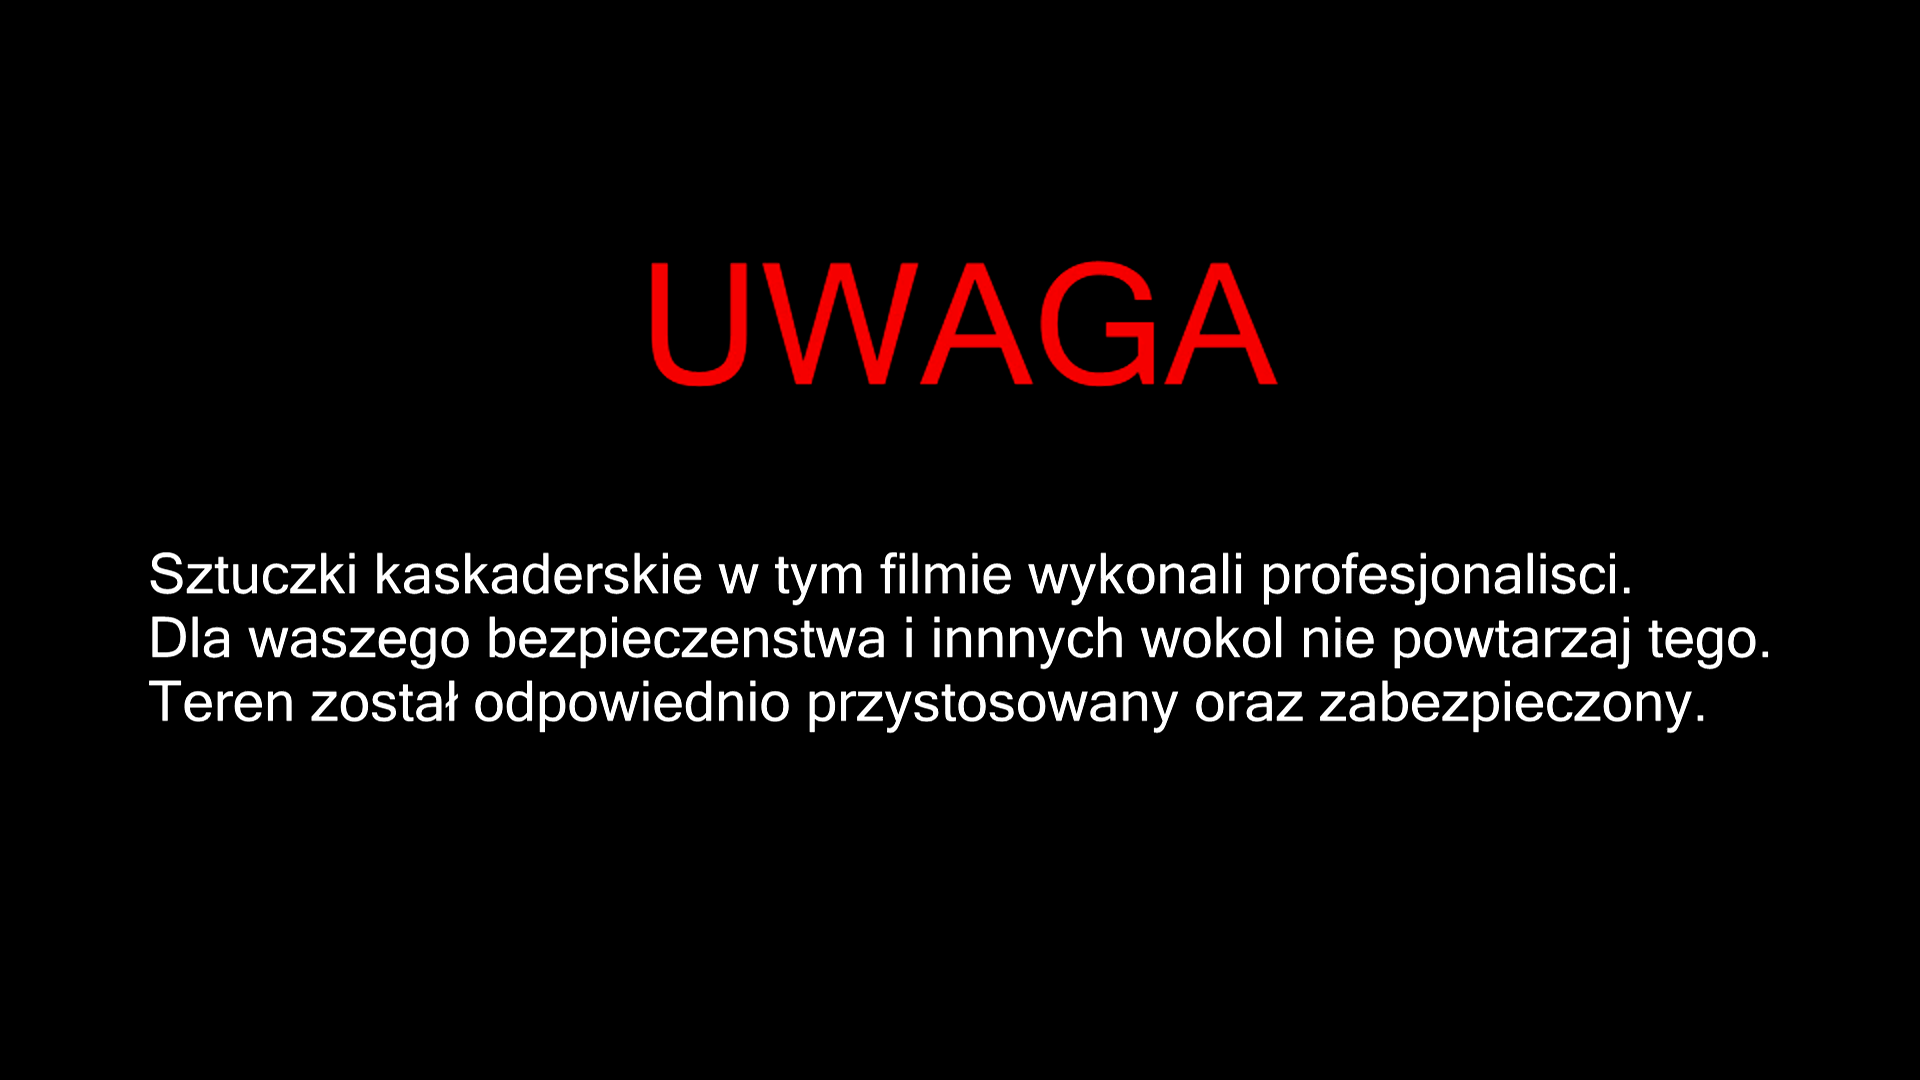 UWAGA
Sztuczki kaskaderskie w tym filmie wykonali profesjonalisci.
Dla waszego bezpieczenstwa i innnych wokol nie powtarzaj tego.
Teren został odpowiednio przystosowany oraz zabezpieczony.